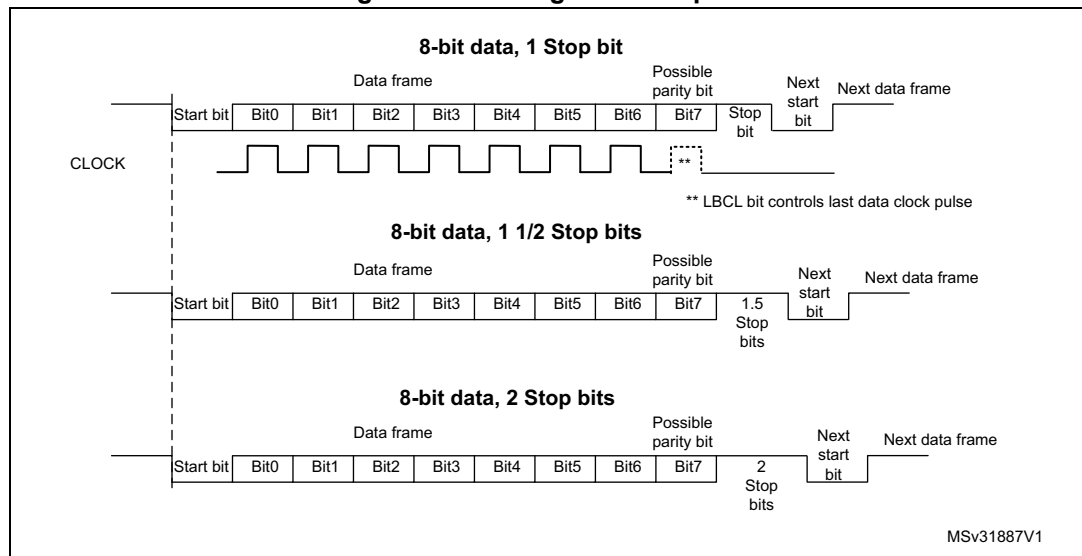 8-bit data, 1 Stop bit
Data frame
Possible parity bit
Next start bit
Next data frame
Start bit Bit0 Bit1 Bit2 Bit3 Bit4 Bit5 Bit6 Bit7 Stop bit
CLOCK
**
** LBCL bit controls last data clock pulse
8-bit data, 1 1/2 Stop bits
Data frame
Possible parity bit
Next start bit
Next data frame
Start bit Bit0 Bit1 Bit2 Bit3 Bit4 Bit5 Bit6 Bit7 1.5 Stop bits
8-bit data, 2 Stop bits
Data frame
Possible parity bit
Next start bit
Next data frame
Start bit Bit0 Bit1 Bit2 Bit3 Bit4 Bit5 Bit6 Bit7 2 Stop bits
MSv31887V1